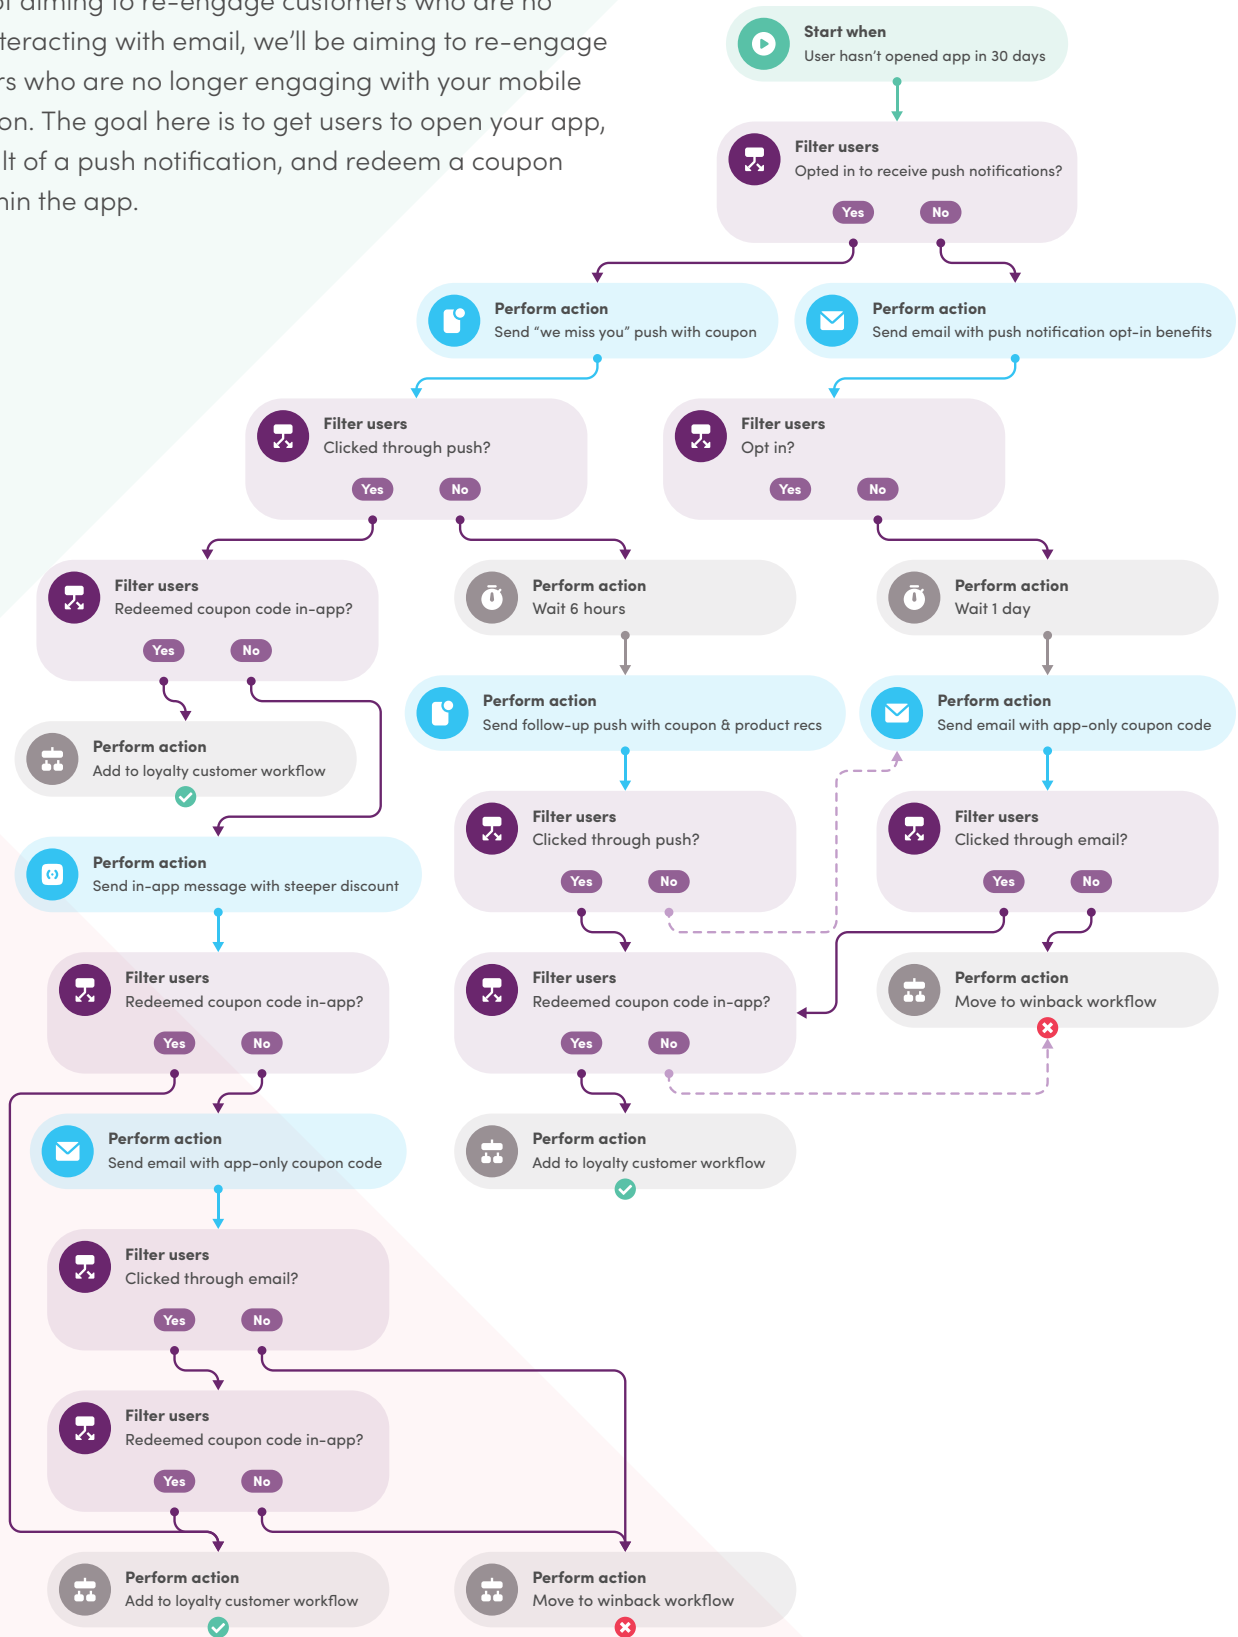 aiming to re-engage customers who are no
teracting with email, we’ll be aiming to re-engage
rs who are no longer engaging with your mobile
on. The goal here is to get users to open your app,
lt of a push notification, and redeem a coupon
hin the app.
Start when
User hasn’t opened app in 30 days
Filter users
Opted in to receive push notifications?
Yes No
Perform action
Send “we miss you” push with coupon
Perform action
Send email with push notification opt-in benefits
Filter users
Clicked through push?
Yes No
Filter users
Opt in?
Yes No
Filter users
Redeemed coupon code in-app?
Yes No
Perform action
Wait 6 hours
Perform action
Wait 1 day
Perform action
Add to loyalty customer workflow
Perform action
Send follow-up push with coupon & product recs
Perform action
Send email with app-only coupon code
Perform action
Send in-app message with steeper discount
Filter users
Clicked through push?
Yes No
Filter users
Clicked through email?
Yes No
Filter users
Redeemed coupon code in-app?
Yes No
Filter users
Redeemed coupon code in-app?
Yes No
Perform action
Move to winback workflow
Perform action
Send email with app-only coupon code
Perform action
Add to loyalty customer workflow
Filter users
Clicked through email?
Yes No
Filter users
Redeemed coupon code in-app?
Yes No
Perform action
Add to loyalty customer workflow
Perform action
Move to winback workflow